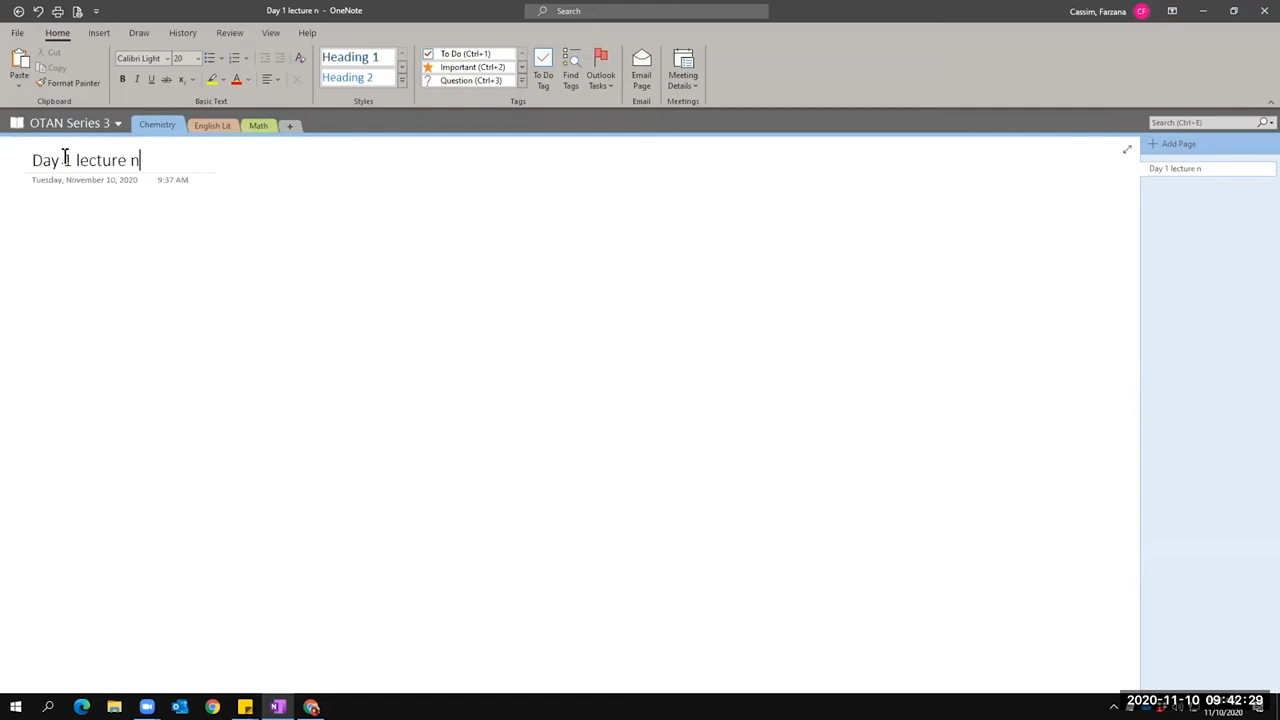 Day 1 lecture n - OneNote
Search
Cassim, Farzana
CF
File Home Insert Draw History Review View Help
Paste
Cut
Copy
Format Painter
Clipboard
Calibri Light 20
B I U ab x
A
Basic Text
Heading 1
Heading 2
Styles
To Do (Ctrl+1)
Important (Ctrl+2)
Question (Ctrl+3)
To Do Tag
Find Tags
Outlook Tasks
Tags
Email Page
Email
Meeting Details
Meetings
OTAN Series 3
Chemistry
English Lit
Math
+
Search (Ctrl+E)
Day 1 lecture n
Tuesday, November 10, 2020 9:37 AM
Add Page
Day 1 lecture n
2020-11-10 09:42:29
11/10/2020